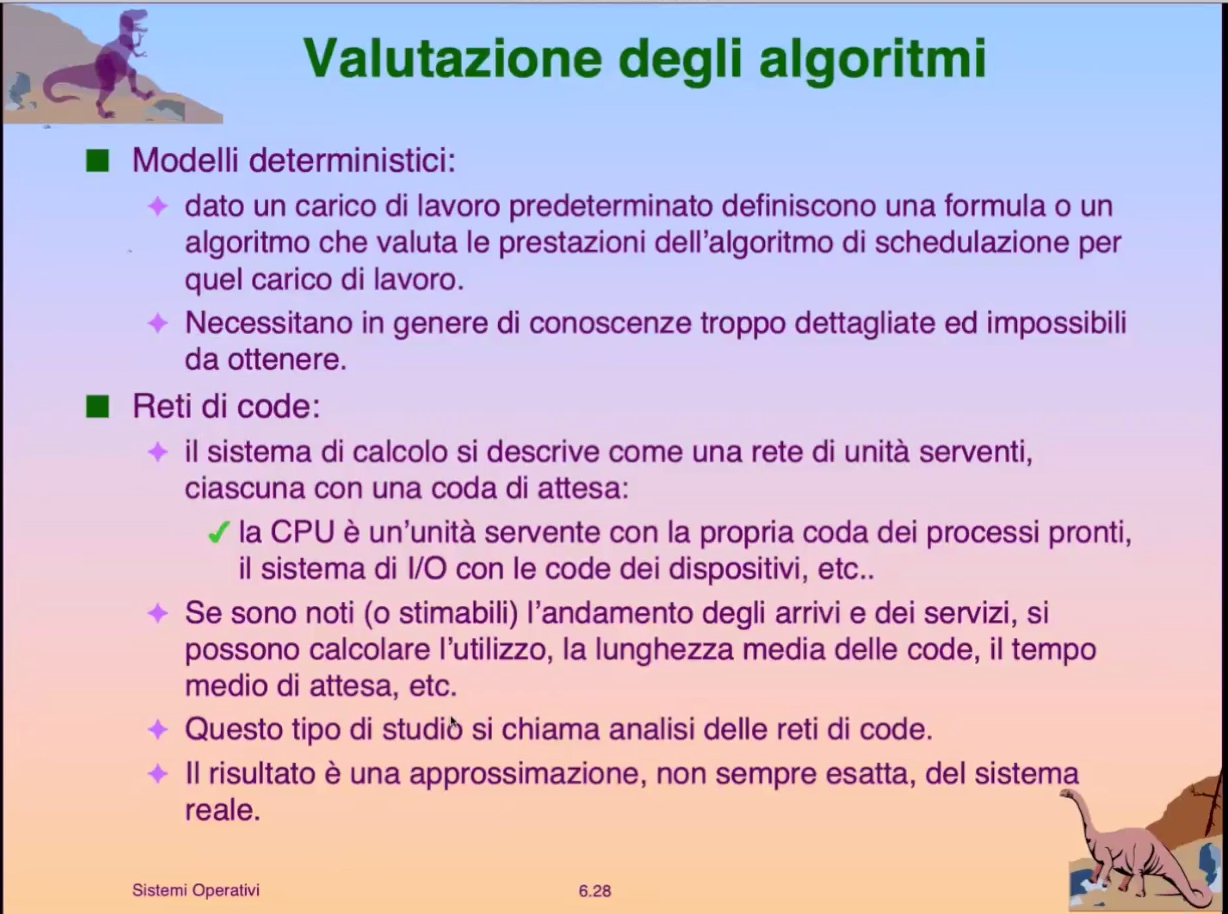 Valutazione degli algoritmi
Modelli deterministici:
dato un carico di lavoro predeterminato definiscono una formula o un
algoritmo che valuta le prestazioni dell'algoritmo di schedulazione per
quel carico di lavoro.
Necessitano in genere di conoscenze troppo dettagliate ed impossibili
da ottenere.
Reti di code:
il sistema di calcolo si descrive come una rete di unità serventi,
ciascuna con una coda di attesa:
la CPU è un'unità servente con la propria coda dei processi pronti,
il sistema di I/O con le code dei dispositivi, etc..
Se sono noti (o stimabili) l'andamento degli arrivi e dei servizi, si
possono calcolare l'utilizzo, la lunghezza media delle code, il tempo
medio di attesa, etc.
Questo tipo di studio si chiama analisi delle reti di code.
Il risultato è una approssimazione, non sempre esatta, del sistema
reale.
Sistemi Operativi
6.28